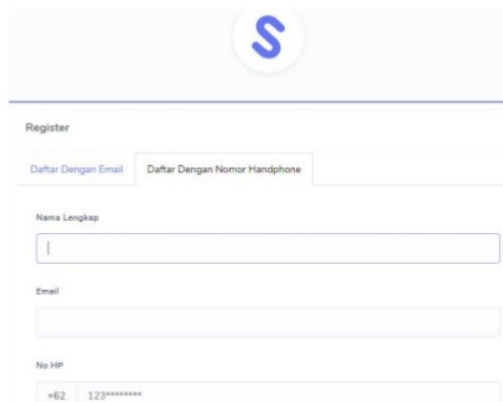 S
Register
Daftar Dengan Email Daftar Dengan Nomor Handphone
Nama Lengkap
Email
No HP
+62 123********